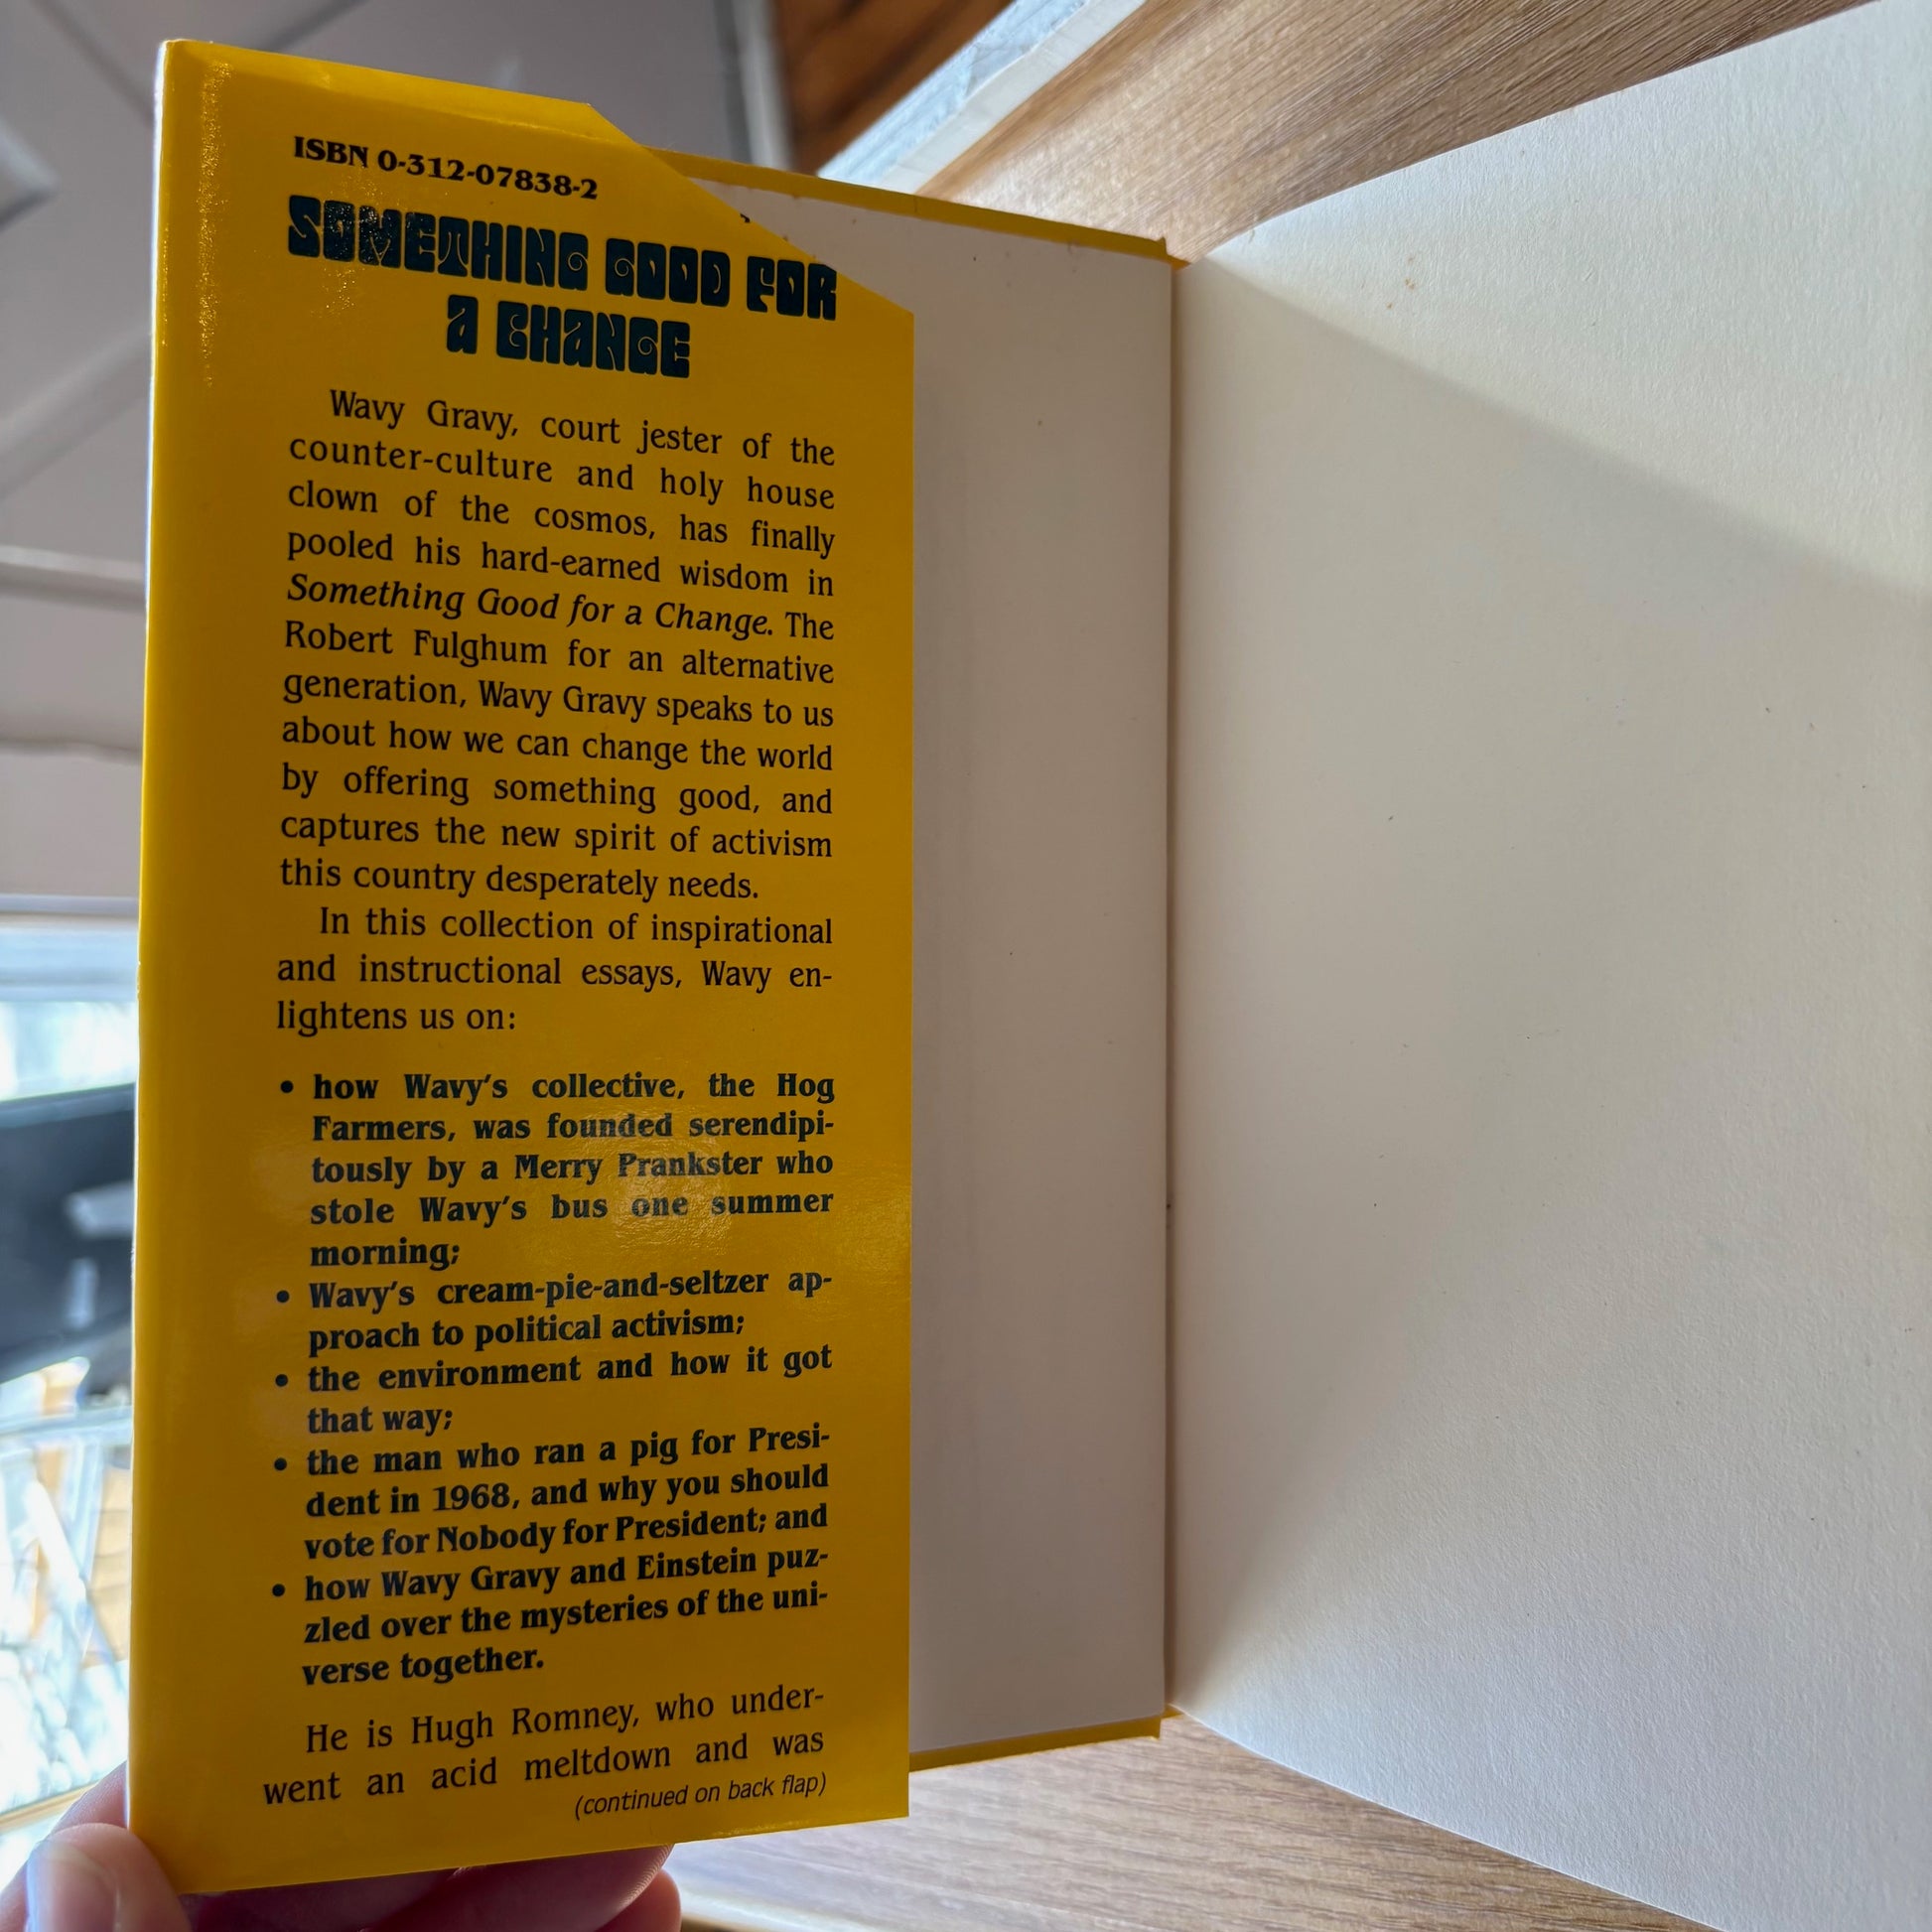 ISBN 0-312-07838-2
SOMETHING GOOD FOR
A CHANGE
Wavy Gravy, court jester of the
counter-culture and holy house
clown of the cosmos, has finally
pooled his hard-earned wisdom in
Something Good for a Change. The
Robert Fulghum for an alternative
generation, Wavy Gravy speaks to us
about how we can change the world
by offering something good, and
captures the new spirit of activism
this country desperately needs.
In this collection of inspirational
and instructional essays, Wavy en-
lightens us on:
• how Wavy's collective, the Hog
Farmers, was founded serendipi-
tously by a Merry Prankster who
stole Wavy's bus one summer
morning;
• Wavy's cream-pie-and-seltzer ap-
proach to political activism;
• the environment and how it got
that way;
• the man who ran a pig for Presi-
dent in 1968, and why you should
vote for Nobody for President; and
• how Wavy Gravy and Einstein puz-
zled over the mysteries of the uni-
verse together.
He is Hugh Romney, who under-
went an acid meltdown and was
(continued on back flap)